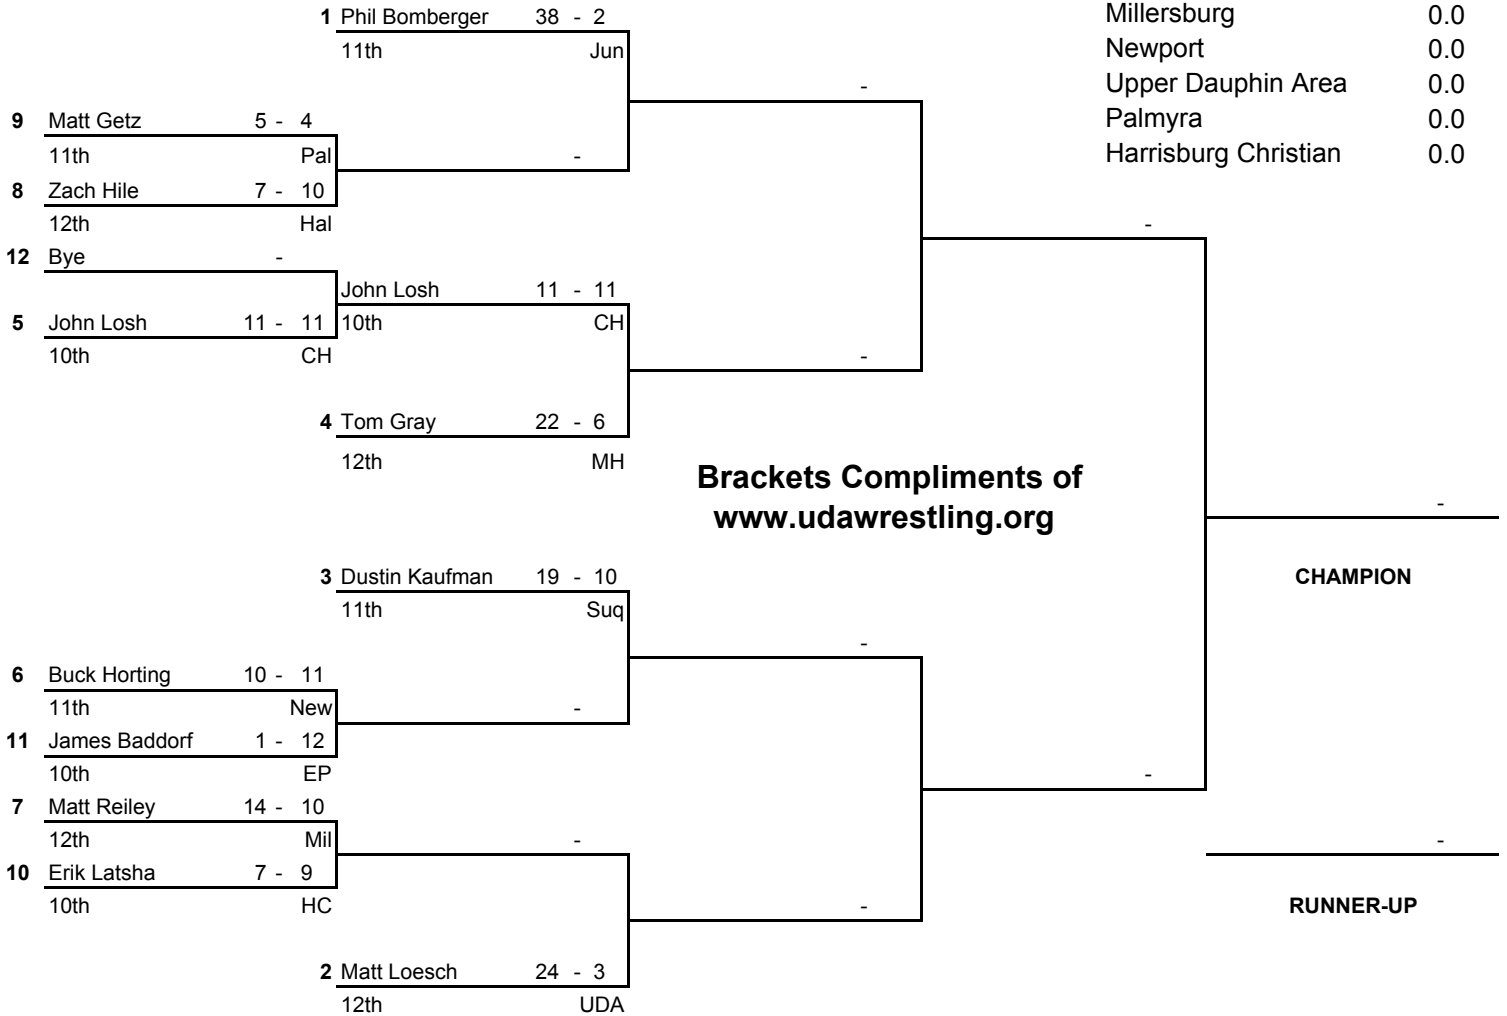 1 Phil Bomberger 38 - 2
11th Jun
Millersburg 0.0
Newport 0.0
Upper Dauphin Area 0.0
Palmyra 0.0
Harrisburg Christian 0.0
-
9 Matt Getz 5 - 4
11th Pal
-
8 Zach Hile 7 - 10
12th Hal
-
12 Bye -
John Losh 11 - 11
10th CH
5 John Losh 11 - 11
10th CH
-
4 Tom Gray 22 - 6
12th MH
Brackets Compliments of
www.udawrestling.org
-
CHAMPION
3 Dustin Kaufman 19 - 10
11th Suq
-
6 Buck Horting 10 - 11
11th New
-
11 James Baddorf 1 - 12
10th EP
-
7 Matt Reiley 14 - 10
12th Mil
-
-
10 Erik Latsha 7 - 9
10th HC
-
RUNNER-UP
2 Matt Loesch 24 - 3
12th UDA